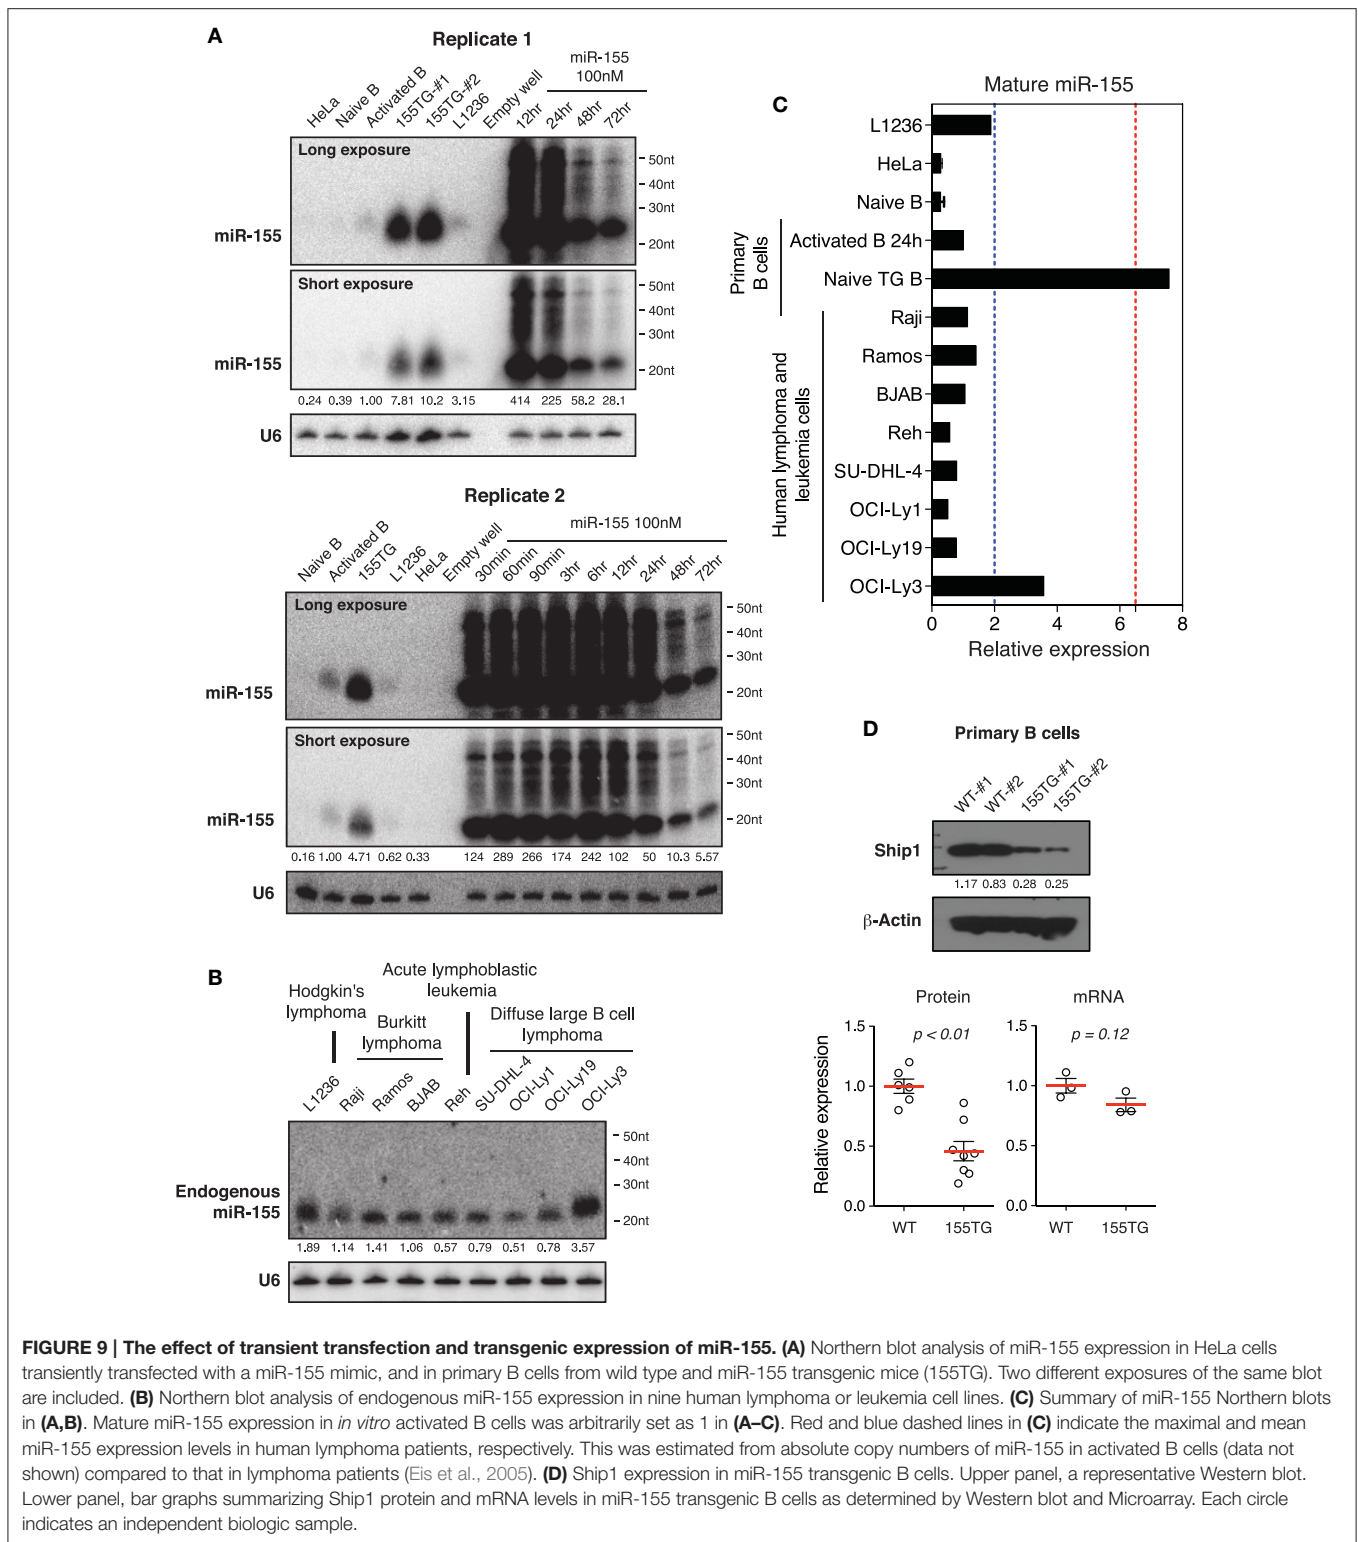 A
Replicate 1
miR-155
100nM
HeLa
Naive B
Activated B
155TG-#1
155TG-#2
L1236
Empty well
12hr
24hr
48hr
72hr
Long exposure
50nt
40nt
30nt
20nt
miR-155
Short exposure
50nt
40nt
30nt
20nt
miR-155
0.24 0.39 1.00 7.81 10.2 3.15 414 225 58.2 28.1
U6
Replicate 2
miR-155 100nM
Naive B
Activated B
155TG
L1236
HeLa
Empty well
30min
60min
90min
3hr
6hr
12hr
24hr
48hr
72hr
Long exposure
50nt
40nt
30nt
20nt
miR-155
Short exposure
50nt
40nt
30nt
20nt
miR-155
0.16 1.00 4.71 0.62 0.33 124 289 266 174 242 102 50 10.3 5.57
U6
B
Hodgkin's
lymphoma
Burkitt
lymphoma
Acute lymphoblastic
leukemia
Diffuse large B cell
lymphoma
L1236
Raji
Ramos
BJAB
Reh
SU-DHL-4
OCI-Ly1
OCI-Ly19
OCI-Ly3
50nt
40nt
30nt
20nt
Endogenous
miR-155
1.89 1.14 1.41 1.06 0.57 0.79 0.51 0.78 3.57
U6
C
Mature miR-155
L1236
HeLa
Naive B
Activated B 24h
Naive TG B
Raji
Ramos
BJAB
Reh
SU-DHL-4
OCI-Ly1
OCI-Ly19
OCI-Ly3
Primary
B cells
Human lymphoma and
leukemia cells
0 2 4 6 8
Relative expression
D
Primary B cells
WT-#1
WT-#2
155TG-#1
155TG-#2
Ship1
1.17 0.83 0.28 0.25
β-Actin
Protein
p < 0.01
1.5
1.0
0.5
0.0
Relative expression
WT 155TG
mRNA
p = 0.12
1.5
1.0
0.5
0.0
WT 155TG
FIGURE 9 | The effect of transient transfection and transgenic expression of miR-155. (A) Northern blot analysis of miR-155 expression in HeLa cells
transiently transfected with a miR-155 mimic, and in primary B cells from wild type and miR-155 transgenic mice (155TG). Two different exposures of the same blot
are included. (B) Northern blot analysis of endogenous miR-155 expression in nine human lymphoma or leukemia cell lines. (C) Summary of miR-155 Northern blots
in (A,B). Mature miR-155 expression in in vitro activated B cells was arbitrarily set as 1 in (A–C). Red and blue dashed lines in (C) indicate the maximal and mean
miR-155 expression levels in human lymphoma patients, respectively. This was estimated from absolute copy numbers of miR-155 in activated B cells (data not
shown) compared to that in lymphoma patients (Eis et al., 2005). (D) Ship1 expression in miR-155 transgenic B cells. Upper panel, a representative Western blot.
Lower panel, bar graphs summarizing Ship1 protein and mRNA levels in miR-155 transgenic B cells as determined by Western blot and Microarray. Each circle
indicates an independent biologic sample.